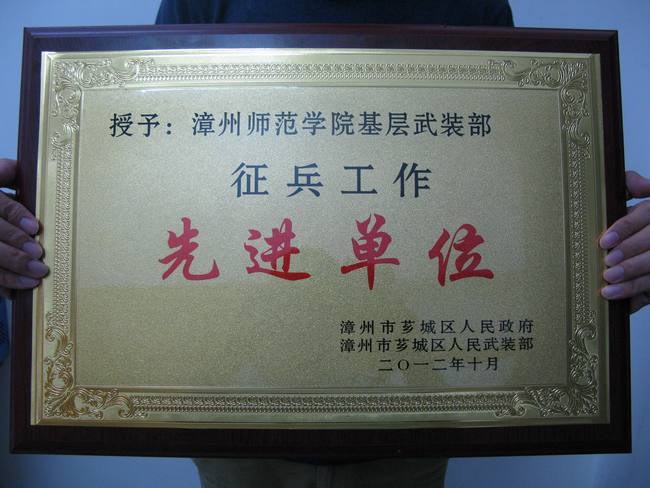 授予：漳州师范学院基层武装部
征兵工作
先进单位
漳州市芗城区人民政府
漳州市芗城区人民武装部
二〇一二年十月